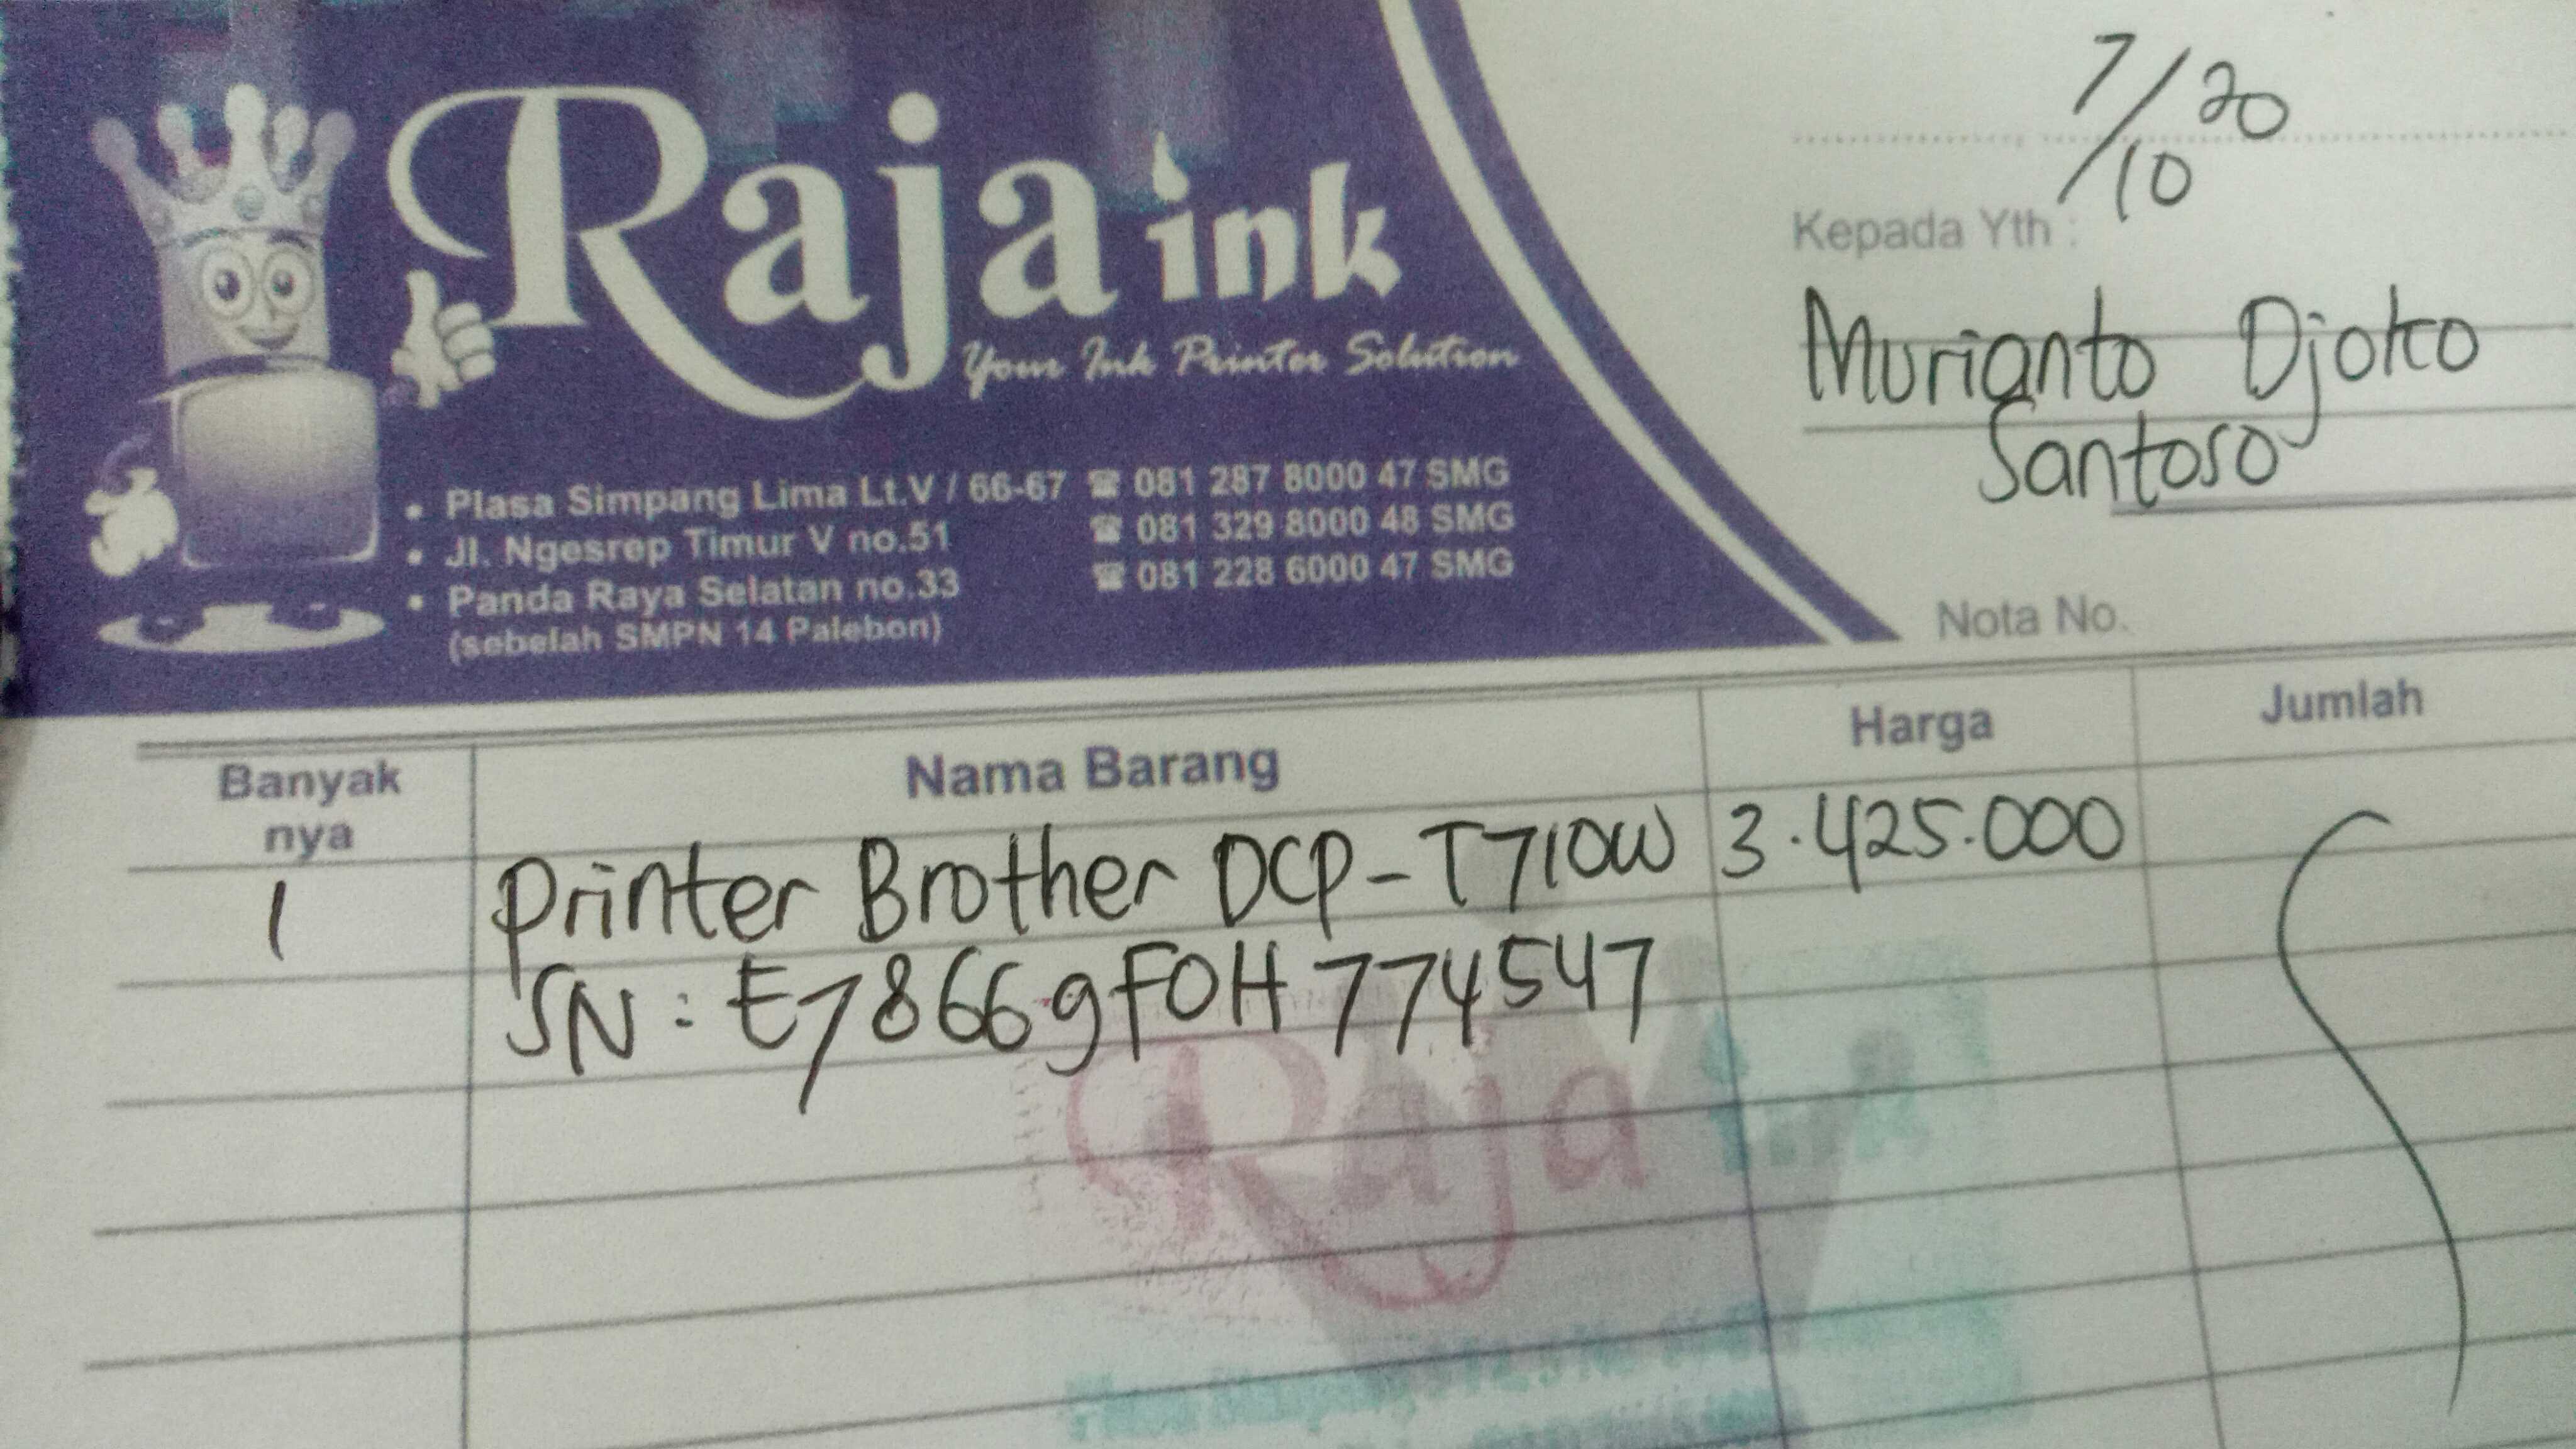 Raja ink
Your Ink Printer Solution
• Plasa Simpang Lima Lt.V / 66-67 ☎ 081 287 8000 47 SMG
• Jl. Ngesrep Timur V no.51 ☎ 081 329 8000 48 SMG
• Panda Raya Selatan no.33 ☎ 081 228 6000 47 SMG
(sebelah SMPN 14 Palebon)
7/10 20
Kepada Yth :
Murianto Djoko
Santoso
Nota No.
Banyak nya Nama Barang Harga Jumlah
1 Printer Brother DCP-T710W 3.425.000
SN: E78669F0H774547
Raja ink